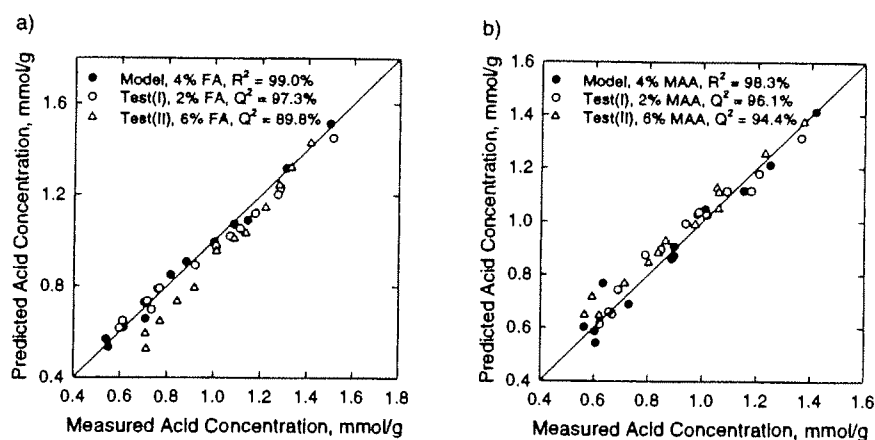 a)
Predicted Acid Concentration, mmol/g
1.6
1.2
0.8
0.4
Model, 4% FA, R² = 99.0%
Test(I), 2% FA, Q² = 97.3%
Test(II), 6% FA, Q² = 89.8%
0.4 0.6 0.8 1.0 1.2 1.4 1.6 1.8
Measured Acid Concentration, mmol/g
b)
Predicted Acid Concentration, mmol/g
1.6
1.4
1.2
1.0
0.8
0.6
0.4
Model, 4% MAA, R² = 98.3%
Test(I), 2% MAA, Q² = 96.1%
Test(II), 6% MAA, Q² = 94.4%
0.4 0.6 0.8 1.0 1.2 1.4 1.6
Measured Acid Concentration, mmol/g